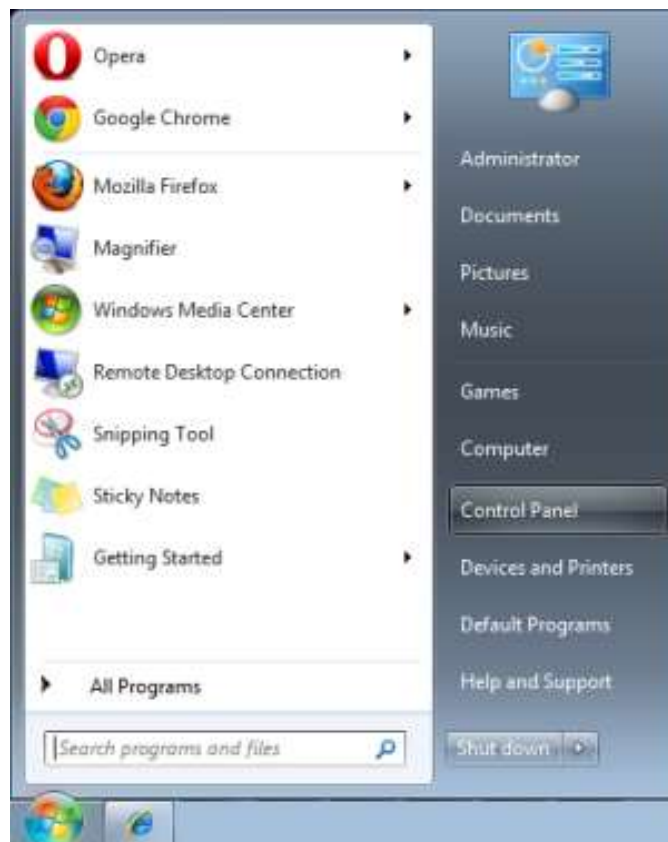 Opera
Google Chrome
Mozilla Firefox
Magnifier
Windows Media Center
Remote Desktop Connection
Snipping Tool
Sticky Notes
Getting Started
All Programs
Search programs and files
Administrator
Documents
Pictures
Music
Games
Computer
Control Panel
Devices and Printers
Default Programs
Help and Support
Shut down